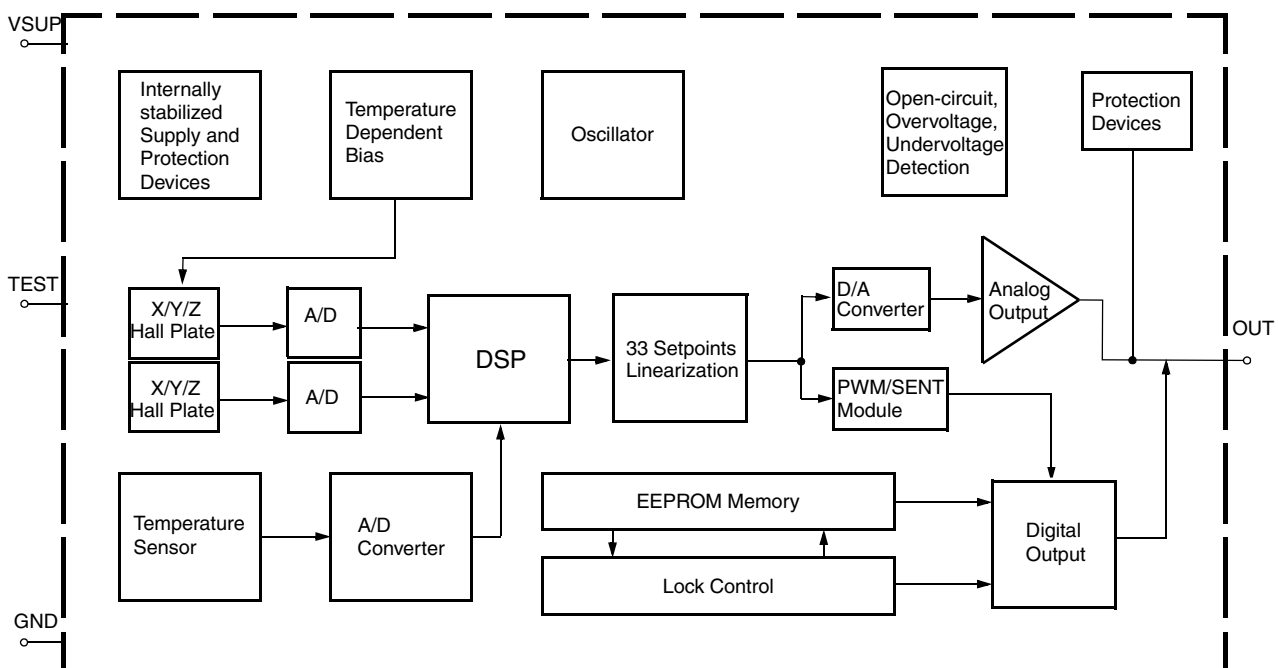 VSUP
Internally
stabilized
Supply and
Protection
Devices
Temperature
Dependent
Bias
Oscillator
Open-circuit,
Overvoltage,
Undervoltage
Detection
Protection
Devices
TEST
X/Y/Z
Hall Plate
A/D
X/Y/Z
Hall Plate
A/D
DSP
33 Setpoints
Linearization
D/A
Converter
Analog
Output
OUT
PWM/SENT
Module
Temperature
Sensor
A/D
Converter
EEPROM Memory
Lock Control
Digital
Output
GND